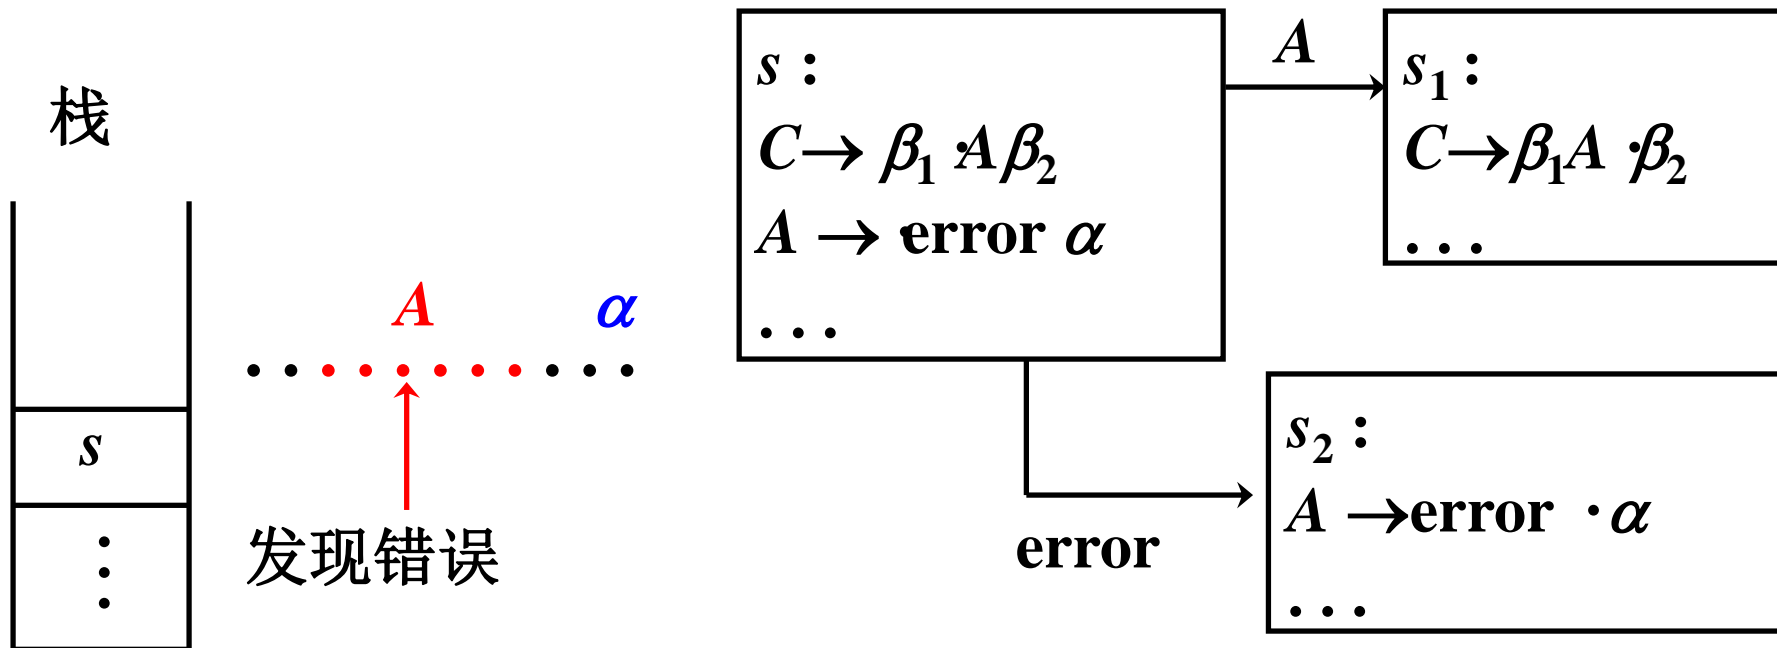 栈
s
⋮
A α
发现错误
s :
C→ β₁ ·Aβ₂
A → ·error α
...
A
s₁ :
C→β₁A ·β₂
...
error
s₂ :
A →error ·α
...